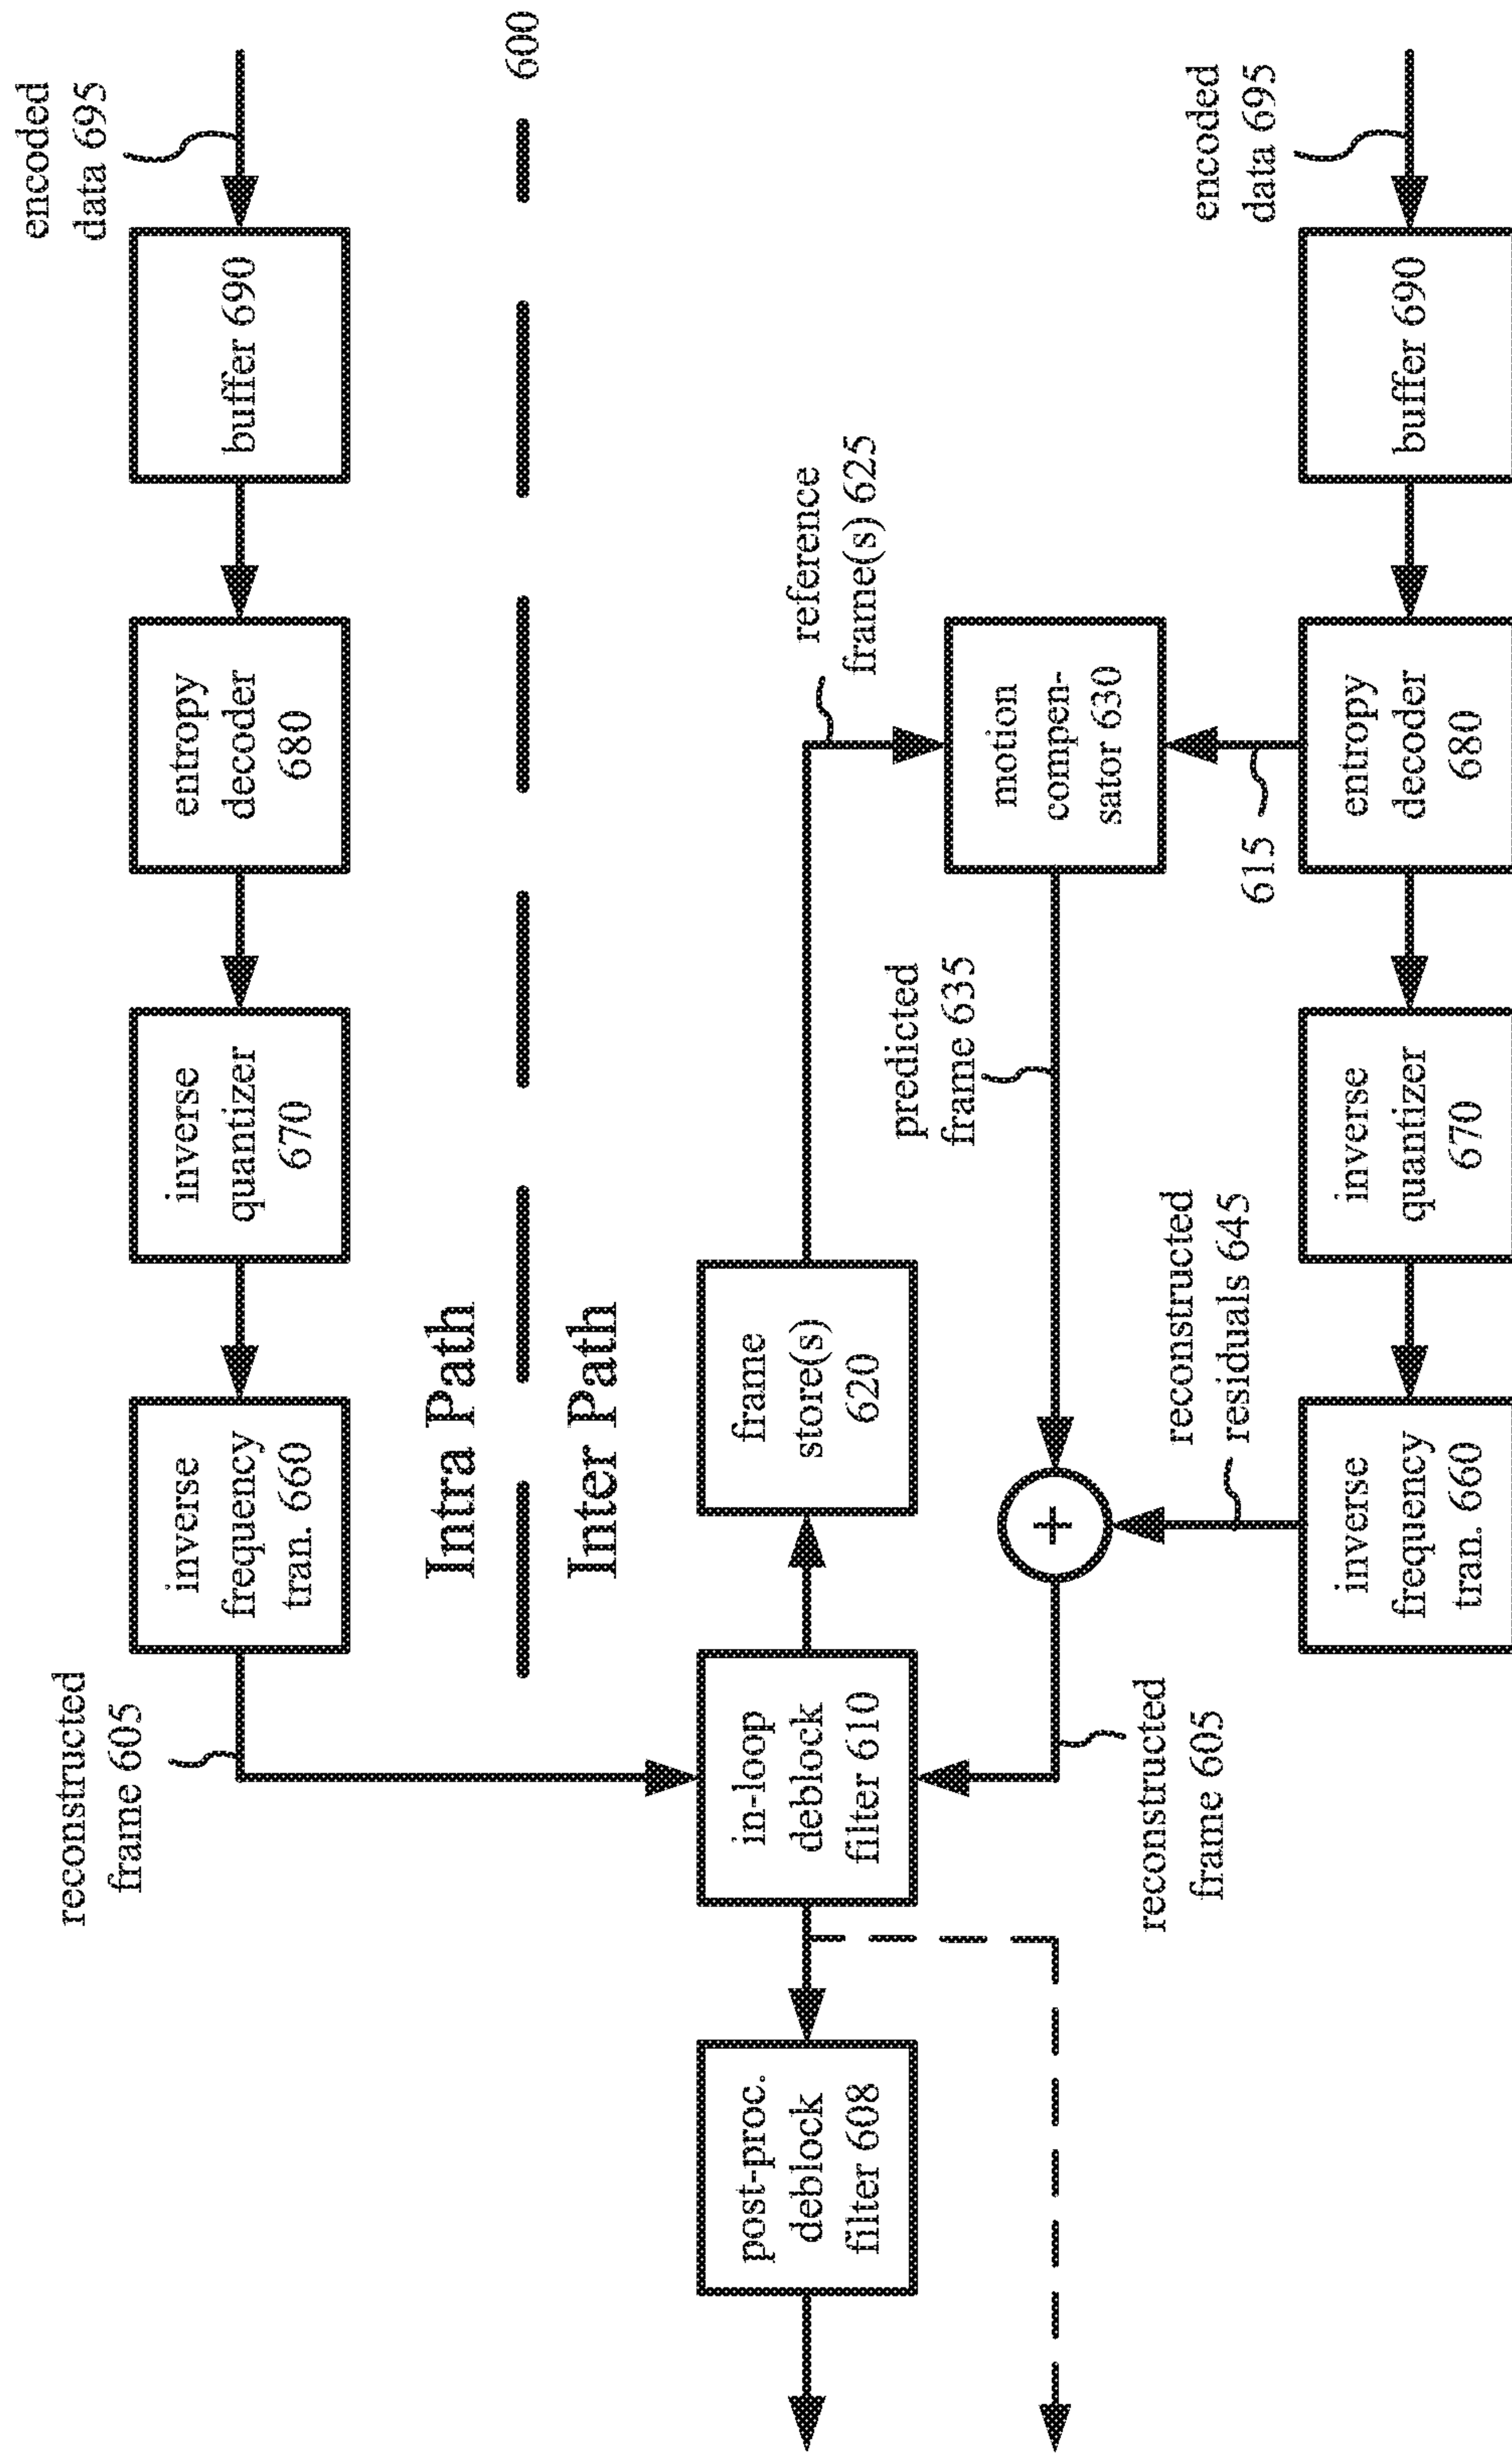 encoded
data 695
600
buffer 690
entropy
decoder
680
inverse
quantizer
670
inverse
frequency
tran. 660
reconstructed
frame 605
Intra Path
Inter Path
reference
frame(s) 625
frame
store(s)
620
in-loop
deblock
filter 610
post-proc.
deblock
filter 608
motion
compen-
sator 630
predicted
frame 635
+
reconstructed
frame 605
reconstructed
residuals 645
615
encoded
data 695
buffer 690
entropy
decoder
680
inverse
quantizer
670
inverse
frequency
tran. 660